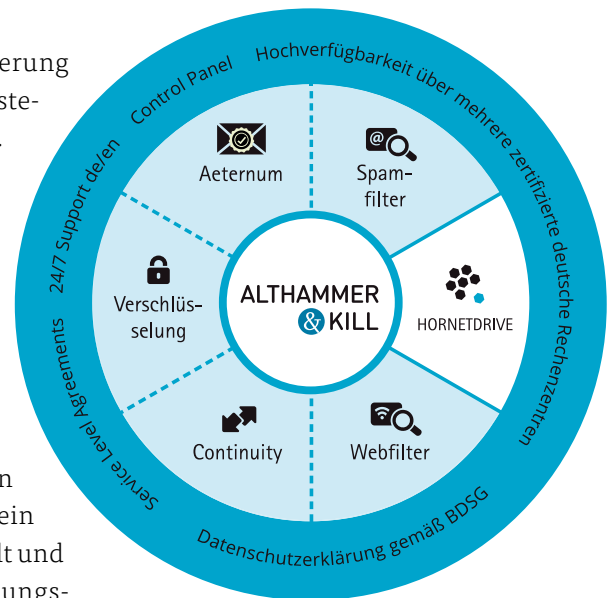 erung
ste-
Control Panel
Hochverfügbarkeit über mehrere zertifizierte deutsche Rechenzentren
24/7 Support de/en
Service Level Agreements
Datenschutzerklärung gemäß BDSG
Aeternum
Spam-
filter
Verschlüs-
selung
ALTHAMMER
& KILL
HORNETDRIVE
Continuity
Webfilter
n
ein
lt und
ungs-